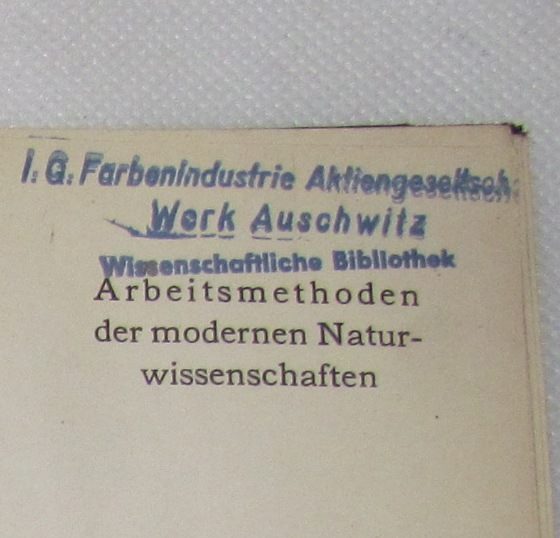 I. G. Farbenindustrie Aktiengesellsch.
Werk Auschwitz
Wissenschaftliche Bibliothek
Arbeitsmethoden
der modernen Natur-
wissenschaften